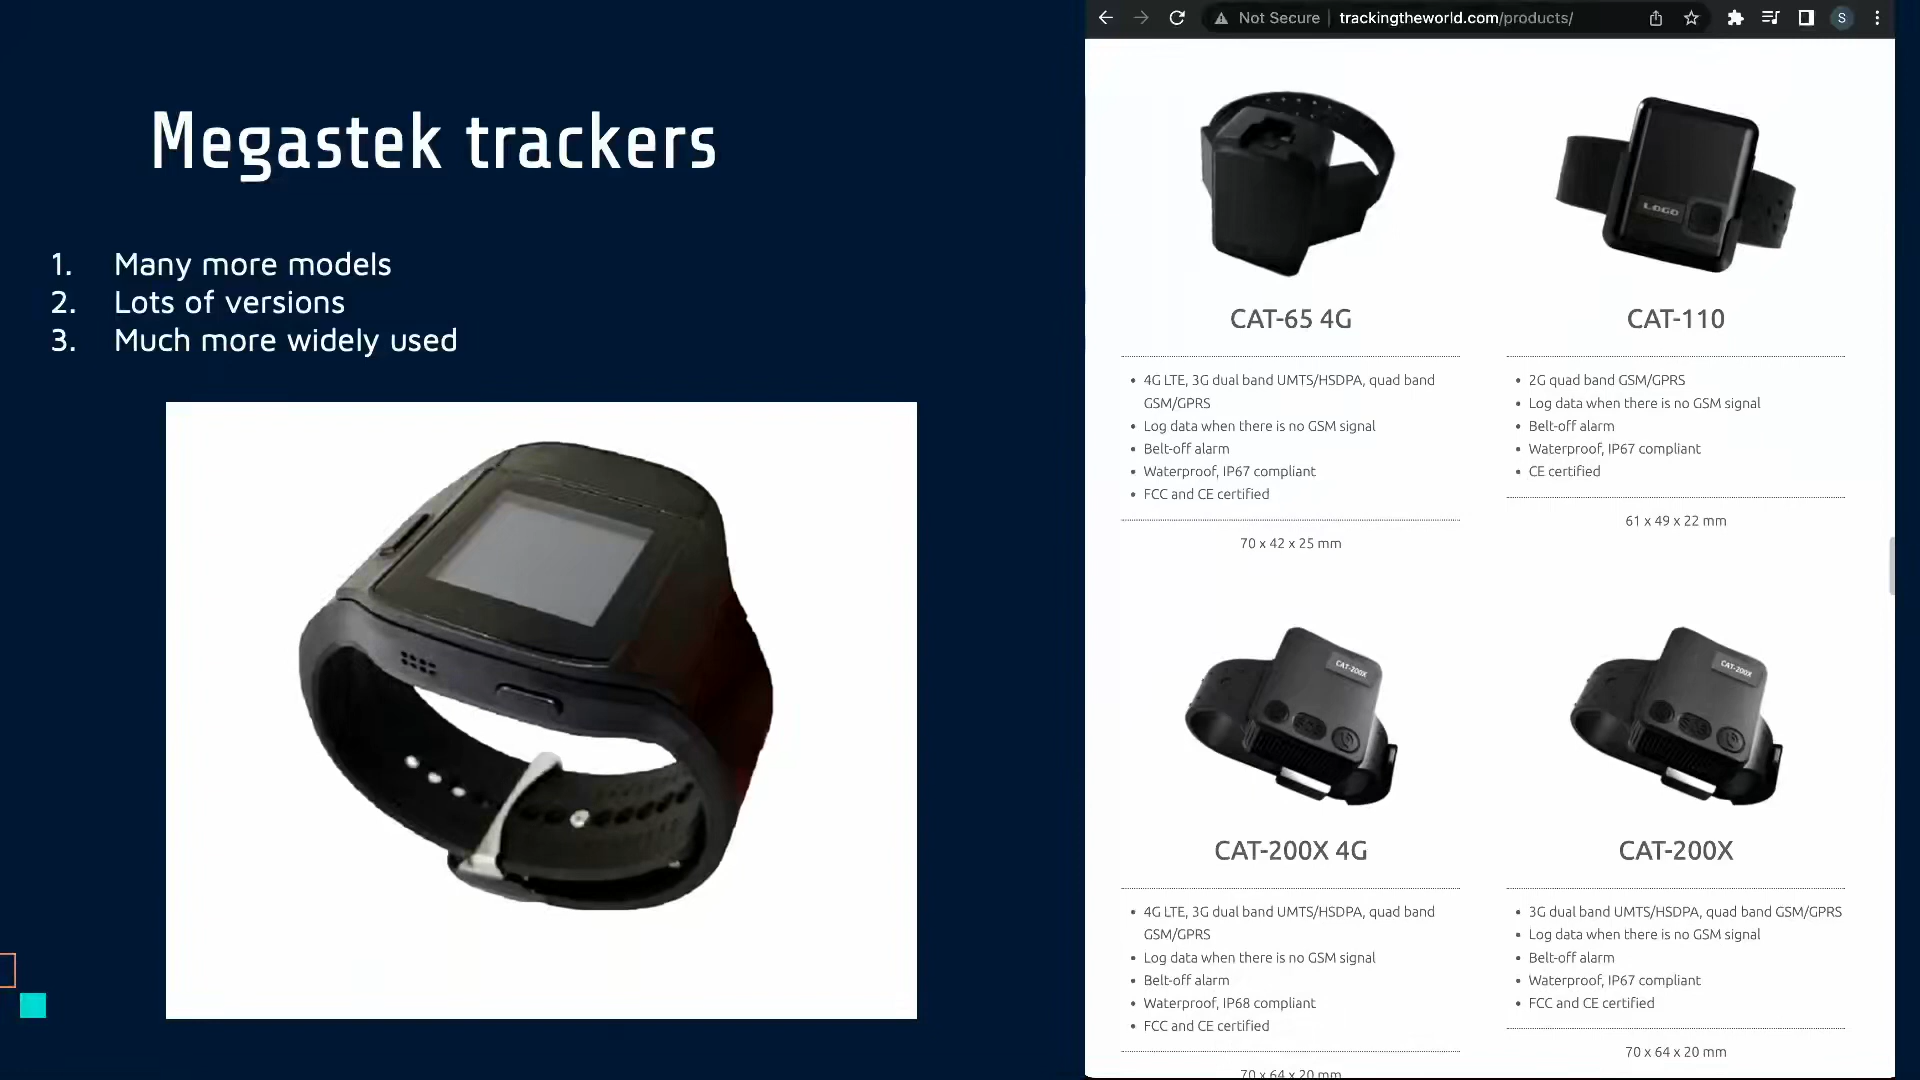 Megastek trackers
1. Many more models
2. Lots of versions
3. Much more widely used
Not Secure | trackingtheworld.com/products/
S
LOGO
CAT-65 4G
• 4G LTE, 3G dual band UMTS/HSDPA, quad band
GSM/GPRS
• Log data when there is no GSM signal
• Belt-off alarm
• Waterproof, IP67 compliant
• FCC and CE certified
70 x 42 x 25 mm
CAT-110
• 2G quad band GSM/GPRS
• Log data when there is no GSM signal
• Belt-off alarm
• Waterproof, IP67 compliant
• CE certified
61 x 49 x 22 mm
CAT-200X
SOS
CAT-200X 4G
• 4G LTE, 3G dual band UMTS/HSDPA, quad band
GSM/GPRS
• Log data when there is no GSM signal
• Belt-off alarm
• Waterproof, IP68 compliant
• FCC and CE certified
70 x 64 x 20 mm
CAT-200X
SOS
CAT-200X
• 3G dual band UMTS/HSDPA, quad band GSM/GPRS
• Log data when there is no GSM signal
• Belt-off alarm
• Waterproof, IP67 compliant
• FCC and CE certified
70 x 64 x 20 mm